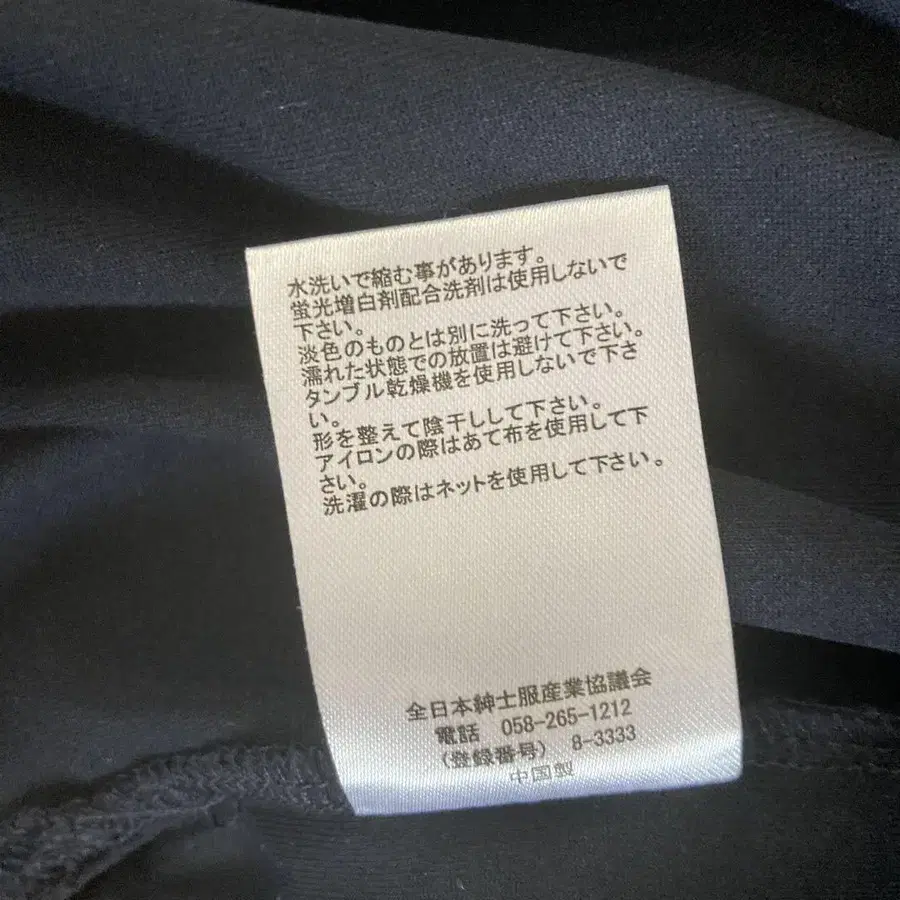 水洗いで縮む事があります。
蛍光増白剤配合洗剤は使用しないで
下さい。
淡色のものとは別に洗って下さい。
濡れた状態での放置は避けて下さい。
タンブル乾燥機を使用しないで下さ
い。
形を整えて陰干しして下さい。
アイロンの際はあて布を使用して下
さい。
洗濯の際はネットを使用して下さい。
全日本紳士服産業協議会
電話 058-265-1212
(登録番号) 8-3333
中国製